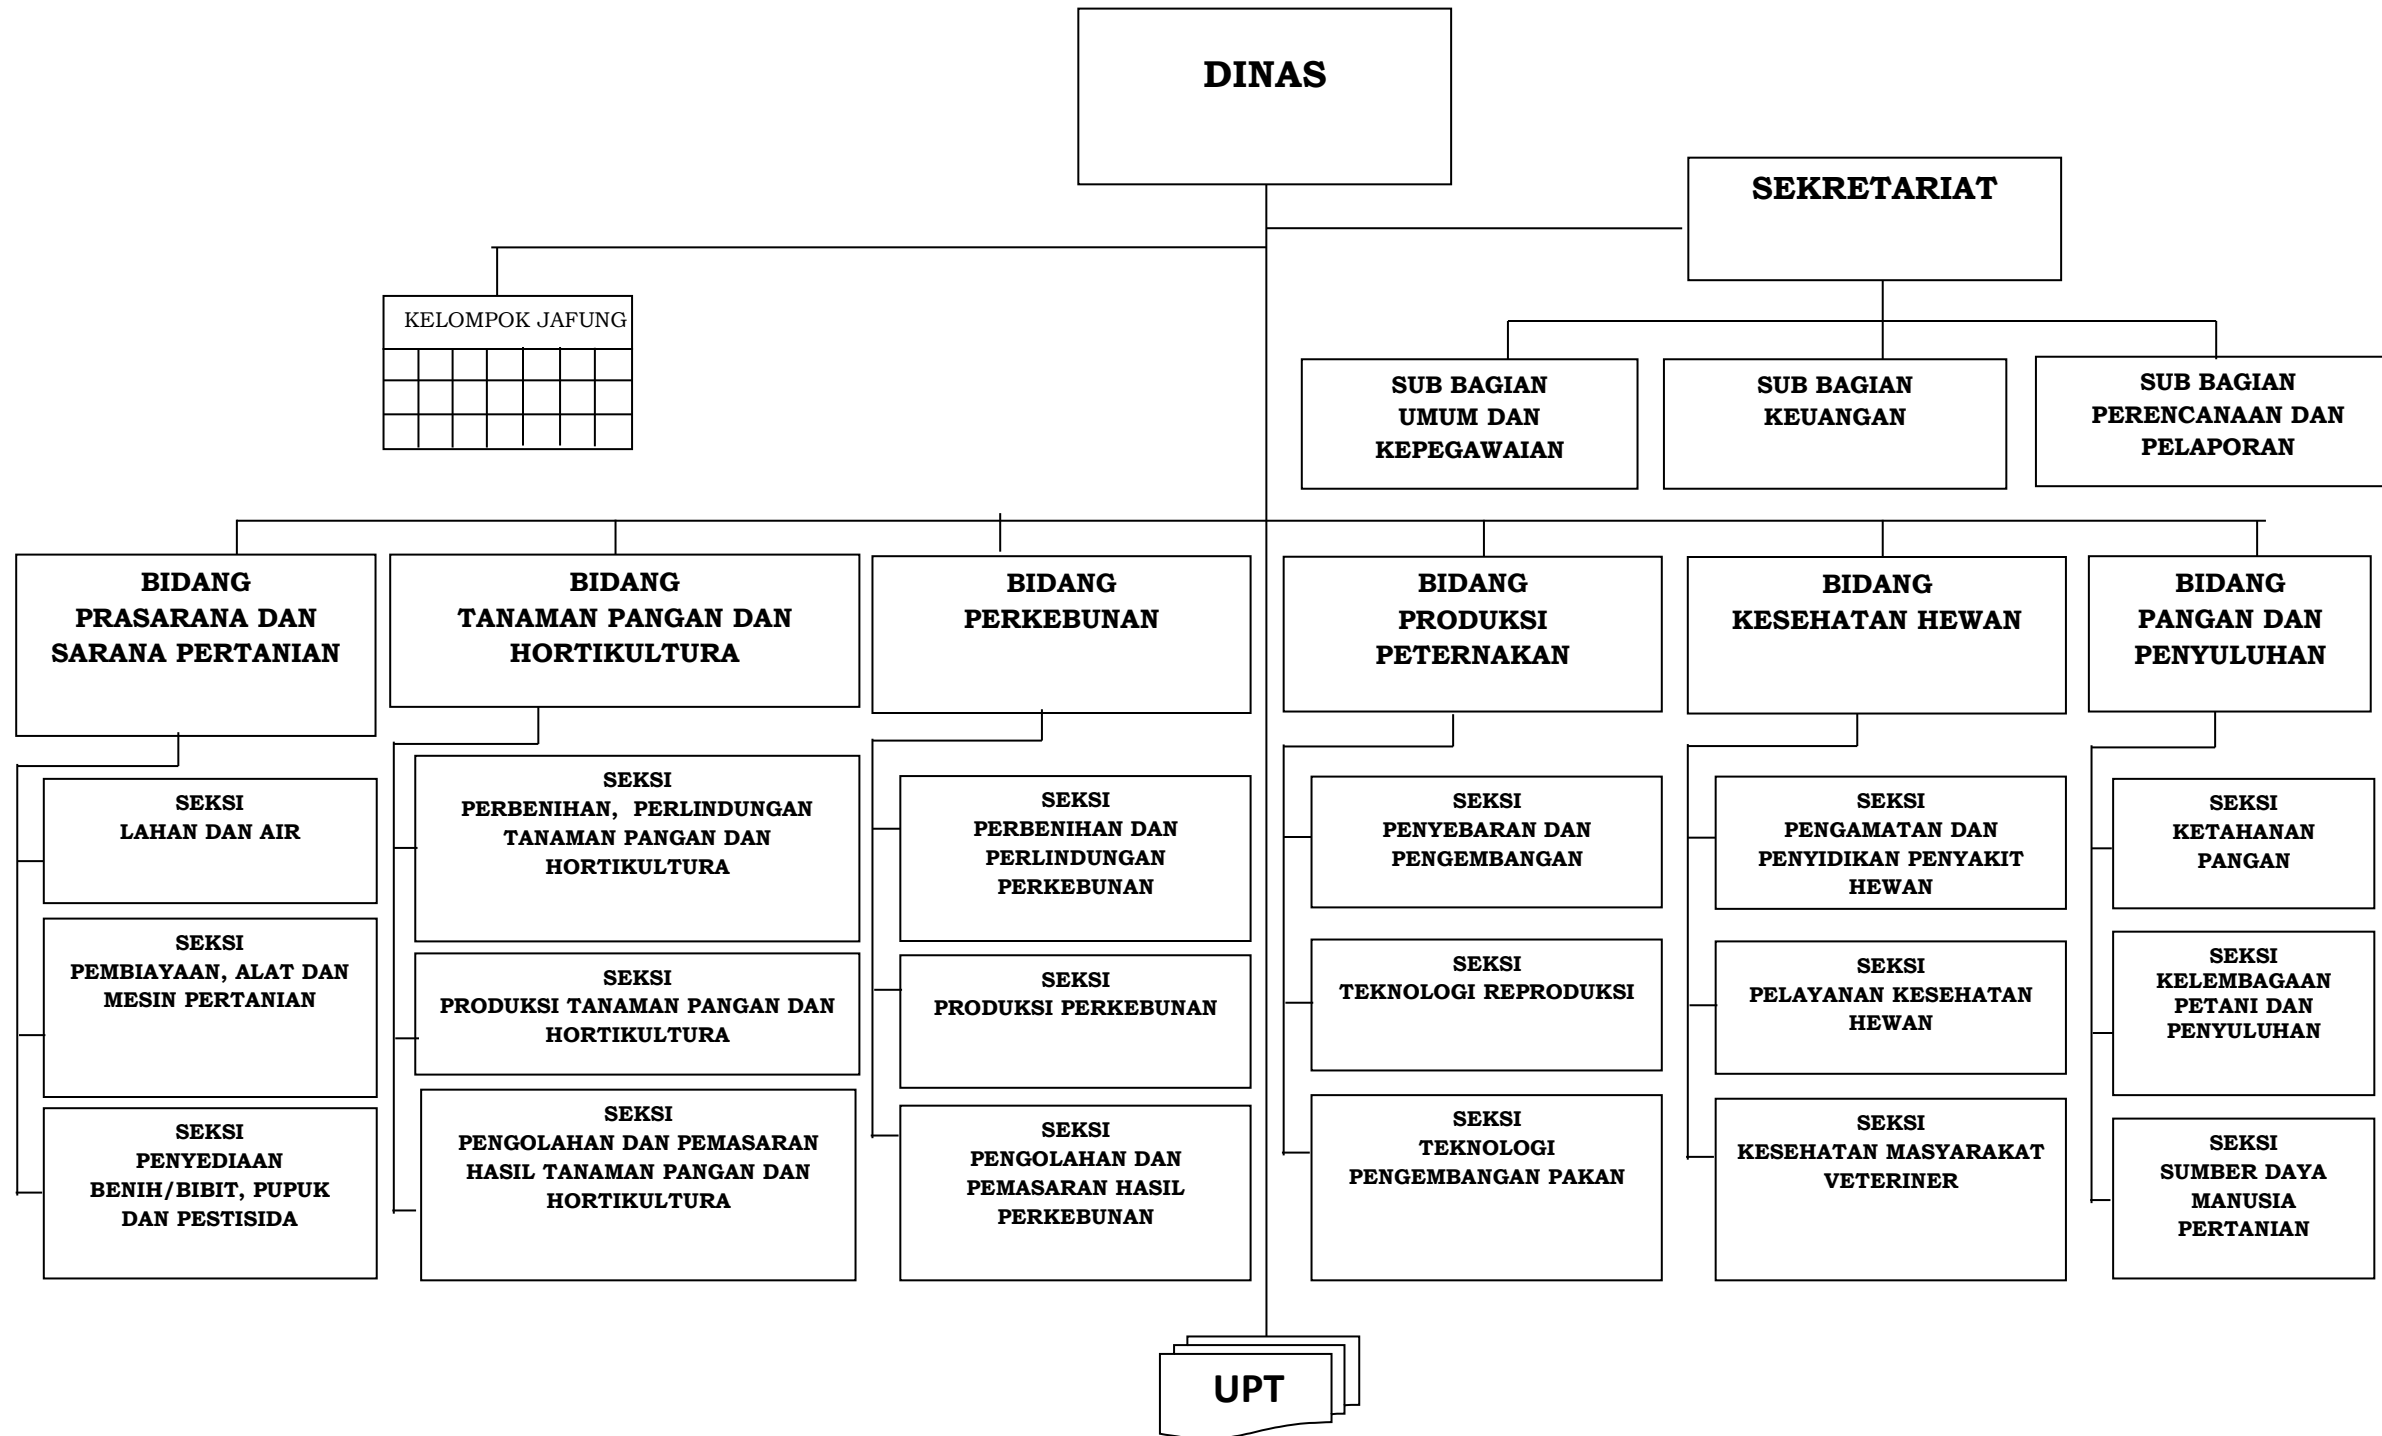 DINAS
SEKRETARIAT
KELOMPOK JAFUNG
SUB BAGIAN
UMUM DAN
KEPEGAWAIAN
SUB BAGIAN
KEUANGAN
SUB BAGIAN
PERENCANAAN DAN
PELAPORAN
BIDANG
PRASARANA DAN
SARANA PERTANIAN
BIDANG
TANAMAN PANGAN DAN
HORTIKULTURA
BIDANG
PERKEBUNAN
BIDANG
PRODUKSI
PETERNAKAN
BIDANG
KESEHATAN HEWAN
BIDANG
PANGAN DAN
PENYULUHAN
SEKSI
LAHAN DAN AIR
SEKSI
PEMBIAYAAN, ALAT DAN
MESIN PERTANIAN
SEKSI
PENYEDIAAN
BENIH/BIBIT, PUPUK
DAN PESTISIDA
SEKSI
PERBENIHAN, PERLINDUNGAN
TANAMAN PANGAN DAN
HORTIKULTURA
SEKSI
PRODUKSI TANAMAN PANGAN DAN
HORTIKULTURA
SEKSI
PENGOLAHAN DAN PEMASARAN
HASIL TANAMAN PANGAN DAN
HORTIKULTURA
SEKSI
PERBENIHAN DAN
PERLINDUNGAN
PERKEBUNAN
SEKSI
PRODUKSI PERKEBUNAN
SEKSI
PENGOLAHAN DAN
PEMASARAN HASIL
PERKEBUNAN
SEKSI
PENYEBARAN DAN
PENGEMBANGAN
SEKSI
TEKNOLOGI REPRODUKSI
SEKSI
TEKNOLOGI
PENGEMBANGAN PAKAN
SEKSI
PENGAMATAN DAN
PENYIDIKAN PENYAKIT
HEWAN
SEKSI
PELAYANAN KESEHATAN
HEWAN
SEKSI
KESEHATAN MASYARAKAT
VETERINER
SEKSI
KETAHANAN
PANGAN
SEKSI
KELEMBAGAAN
PETANI DAN
PENYULUHAN
SEKSI
SUMBER DAYA
MANUSIA
PERTANIAN
UPT